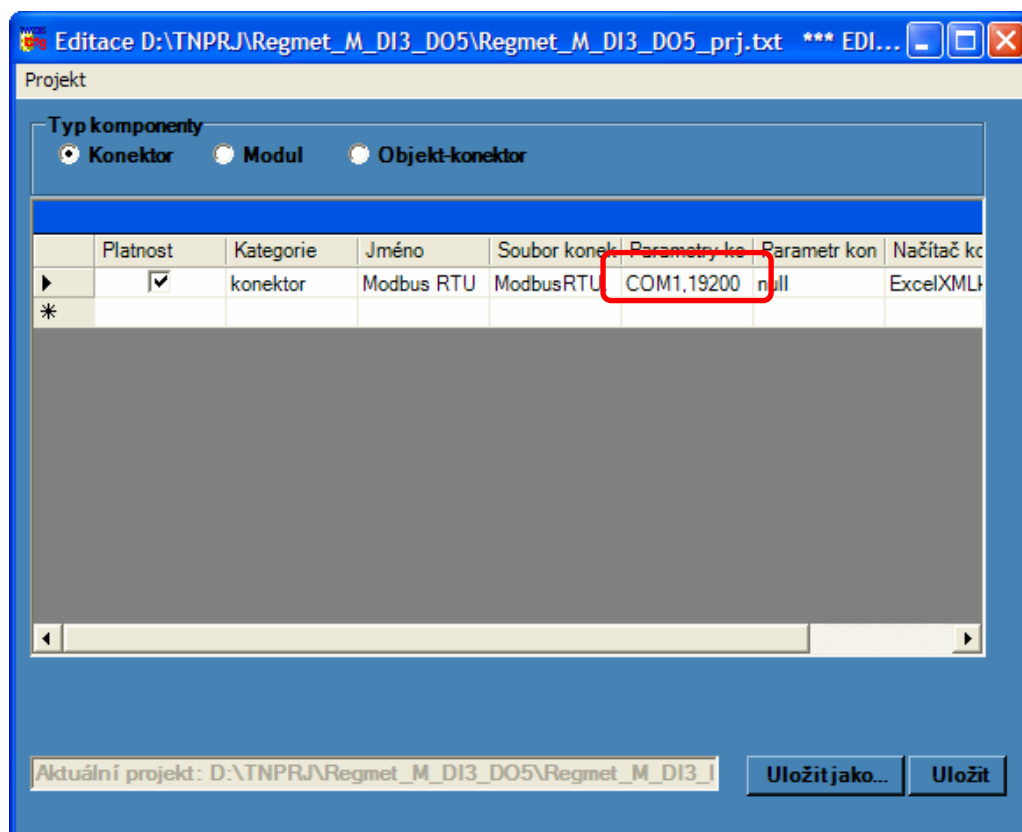 Editace D:\TNPRJ\Regmet_M_DI3_DO5\Regmet_M_DI3_DO5_prj.txt *** EDI...
Projekt
Typ komponenty
Konektor Modul Objekt-konektor
Platnost Kategorie Jméno Soubor konek Parametry ko Parametr kon Načítač ko
konektor Modbus RTU ModbusRTU. COM1,19200 null ExcelXMLk
Aktuální projekt: D:\TNPRJ\Regmet_M_DI3_DO5\Regmet_M_DI3_I
Uložit jako... Uložit